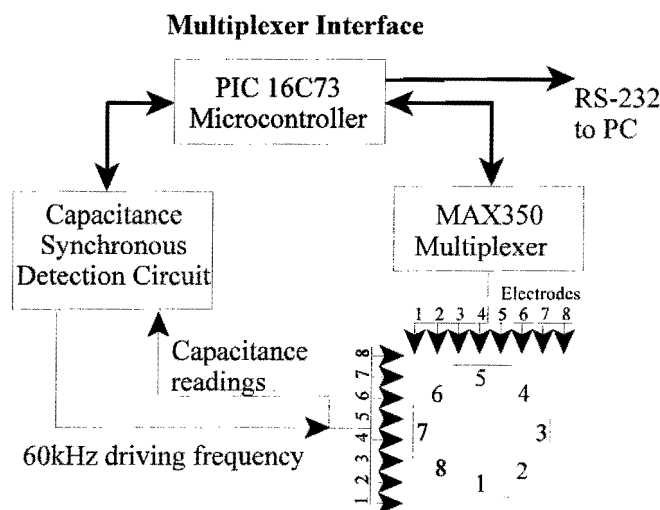 Multiplexer Interface
PIC 16C73
Microcontroller
RS-232
to PC
Capacitance
Synchronous
Detection Circuit
MAX350
Multiplexer
Electrodes
1 2 3 4 5 6 7 8
Capacitance
readings
60kHz driving frequency
8
7
6
5
4
3
2
1
5
6
4
7
3
8
2
1